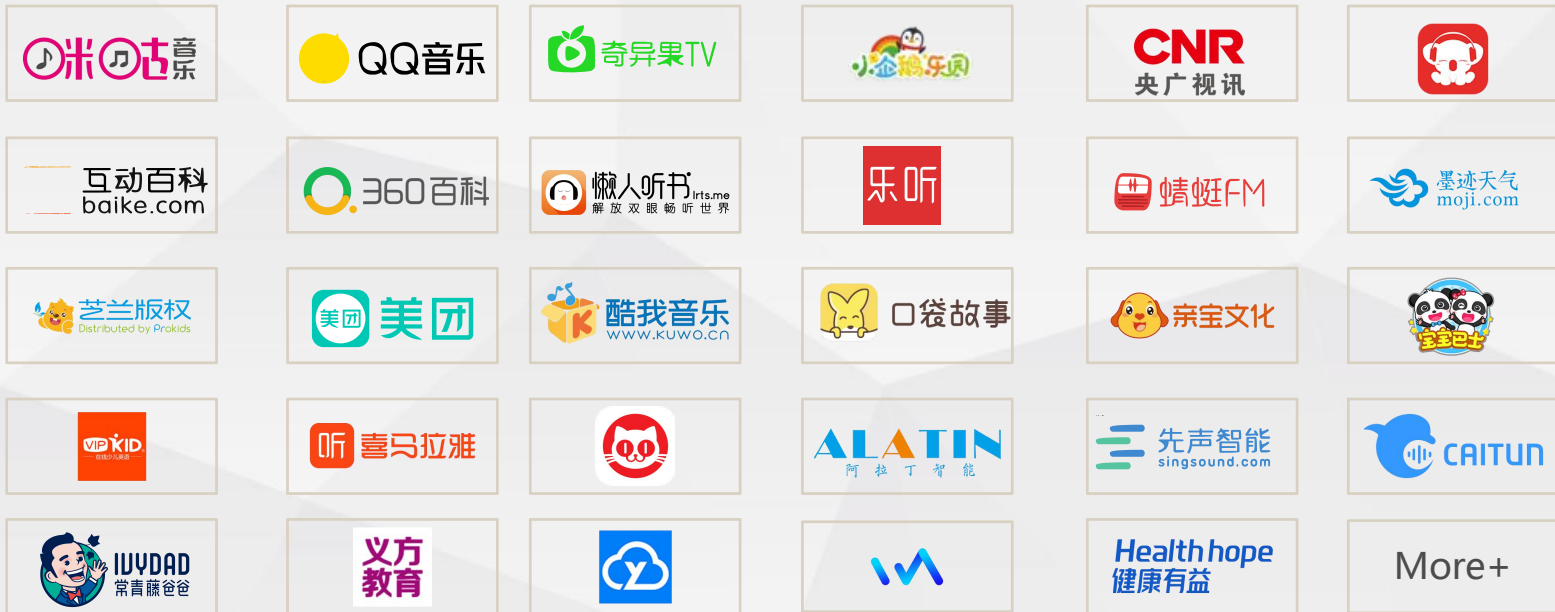 咪咕音乐
QQ音乐
奇异果TV
小企鹅乐园
CNR
央广视讯
互动百科
baike.com
360百科
懒人听书 lrts.me
解放双眼畅听世界
乐听
蜻蜓FM
墨迹天气
moji.com
芝兰版权
Distributed by Prokids
美团 美团
酷我音乐
WWW.KUWO.CN
口袋故事
亲宝文化
宝宝巴士
VIPKID
在线少儿英语
听 喜马拉雅
ALATIN
阿拉丁智能
先声智能
singsound.com
CAITUN
IVYDAD
常青藤爸爸
义方
教育
y
Health hope
健康有益
More+